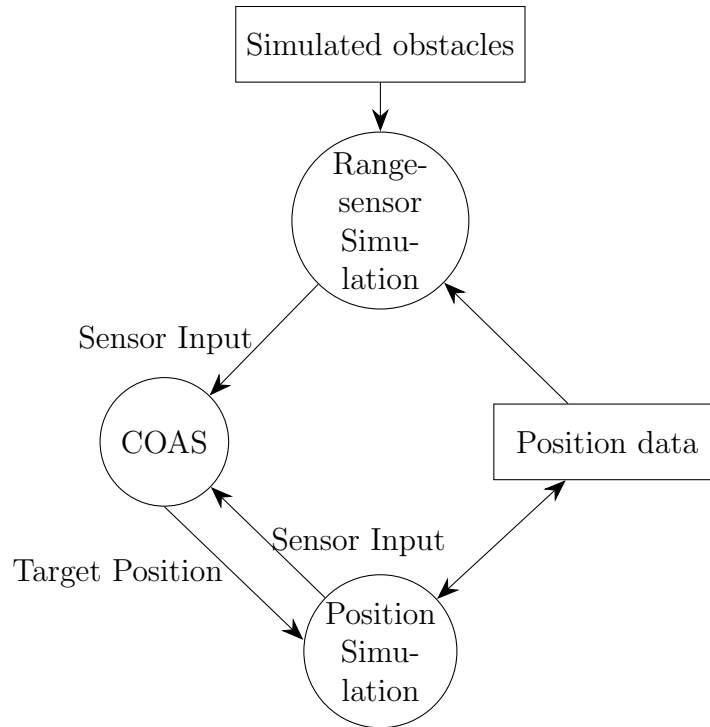 Simulated obstacles
Range-
sensor
Simu-
lation
Sensor Input
COAS
Position data
Sensor Input
Target Position
Position
Simu-
lation